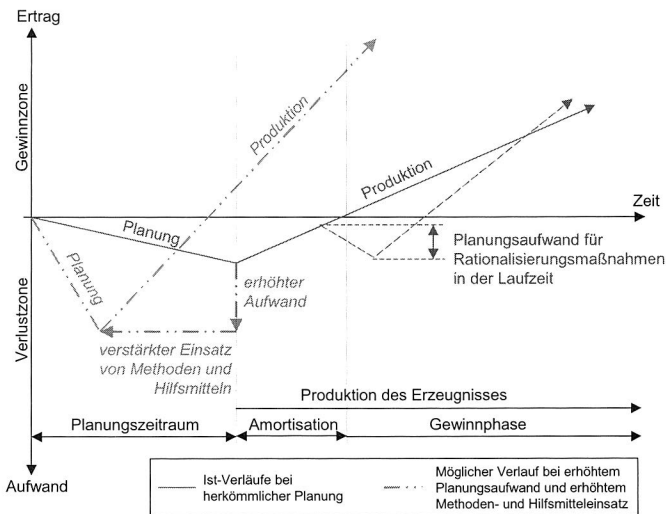 Ertrag
Gewinnzone
Verlustzone
Aufwand
Zeit
Produktion
Produktion
Planung
Planung
Planungsaufwand für
Rationalisierungsmaßnahmen
in der Laufzeit
erhöhter
Aufwand
verstärkter Einsatz
von Methoden und
Hilfsmitteln
Produktion des Erzeugnisses
Planungszeitraum
Amortisation
Gewinnphase
Ist-Verläufe bei
herkömmlicher Planung
Möglicher Verlauf bei erhöhtem
Planungsaufwand und erhöhtem
Methoden- und Hilfsmitteleinsatz